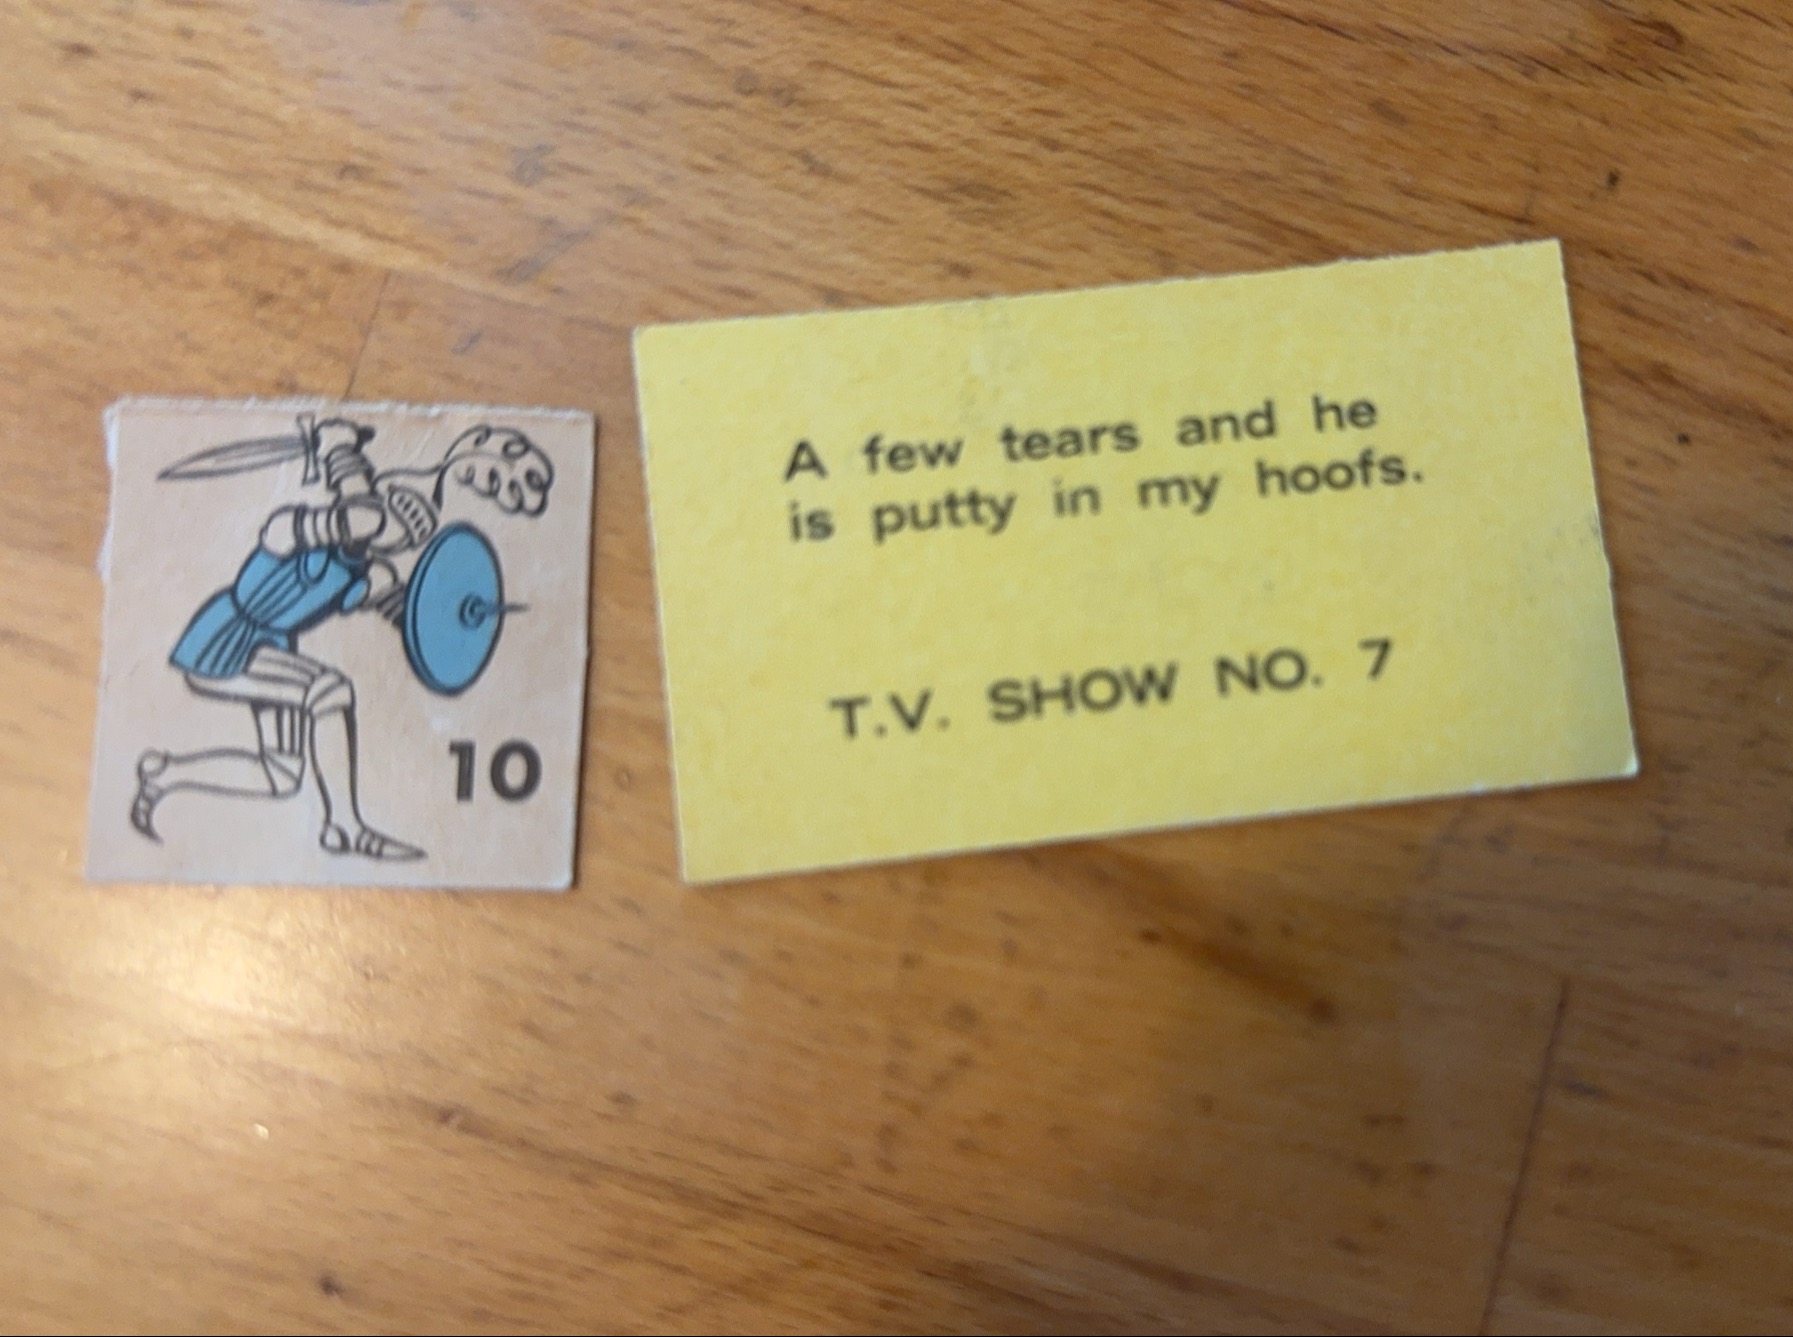 10
A few tears and he
is putty in my hoofs.
T.V. SHOW NO. 7